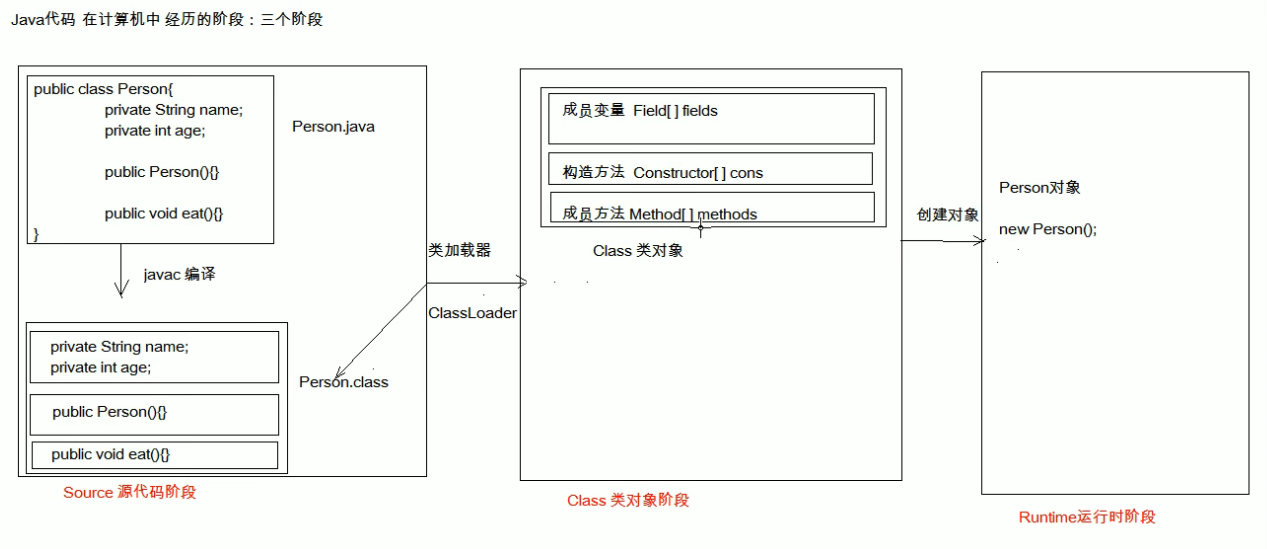 Java代码 在计算机中 经历的阶段：三个阶段
public class Person{
private String name;
private int age;
public Person(){}
public void eat(){}
}
Person.java
javac 编译
private String name;
private int age;
public Person(){}
public void eat(){}
Person.class
Source 源代码阶段
类加载器
ClassLoader
成员变量 Field[ ] fields
构造方法 Constructor[ ] cons
成员方法 Method[ ] methods
Class 类对象
Class 类对象阶段
创建对象
Person对象
new Person();
Runtime运行时阶段